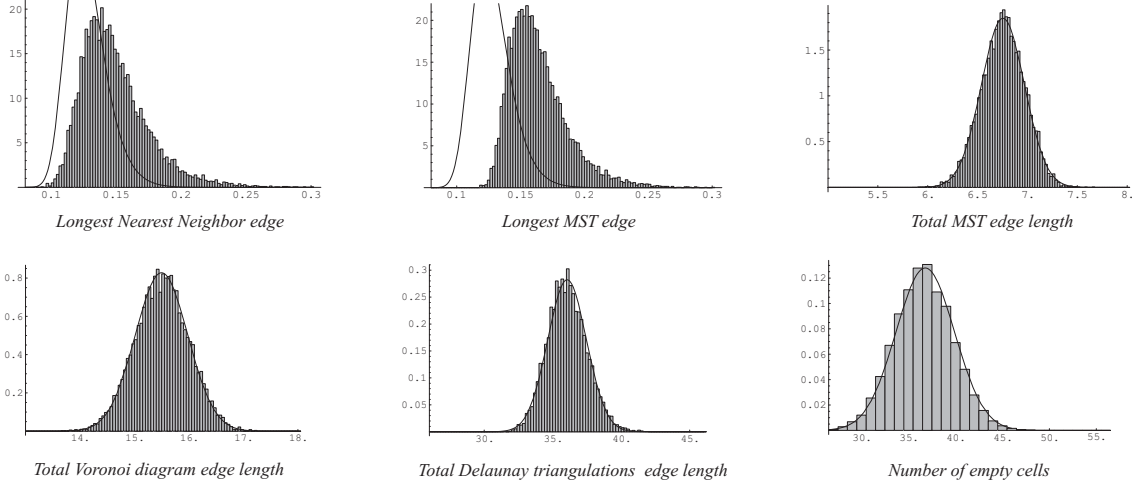 20
15
10
5
0.1 0.15 0.2 0.25 0.3
Longest Nearest Neighbor edge
20
15
10
5
0.1 0.15 0.2 0.25 0.3
Longest MST edge
1.5
1
0.5
5.5 6. 6.5 7. 7.5 8.
Total MST edge length
0.8
0.6
0.4
0.2
14. 15. 16. 17. 18.
Total Voronoi diagram edge length
0.3
0.25
0.2
0.15
0.1
0.05
30. 35. 40. 45.
Total Delaunay triangulations edge length
0.12
0.1
0.08
0.06
0.04
0.02
30. 35. 40. 45. 50. 55.
Number of empty cells